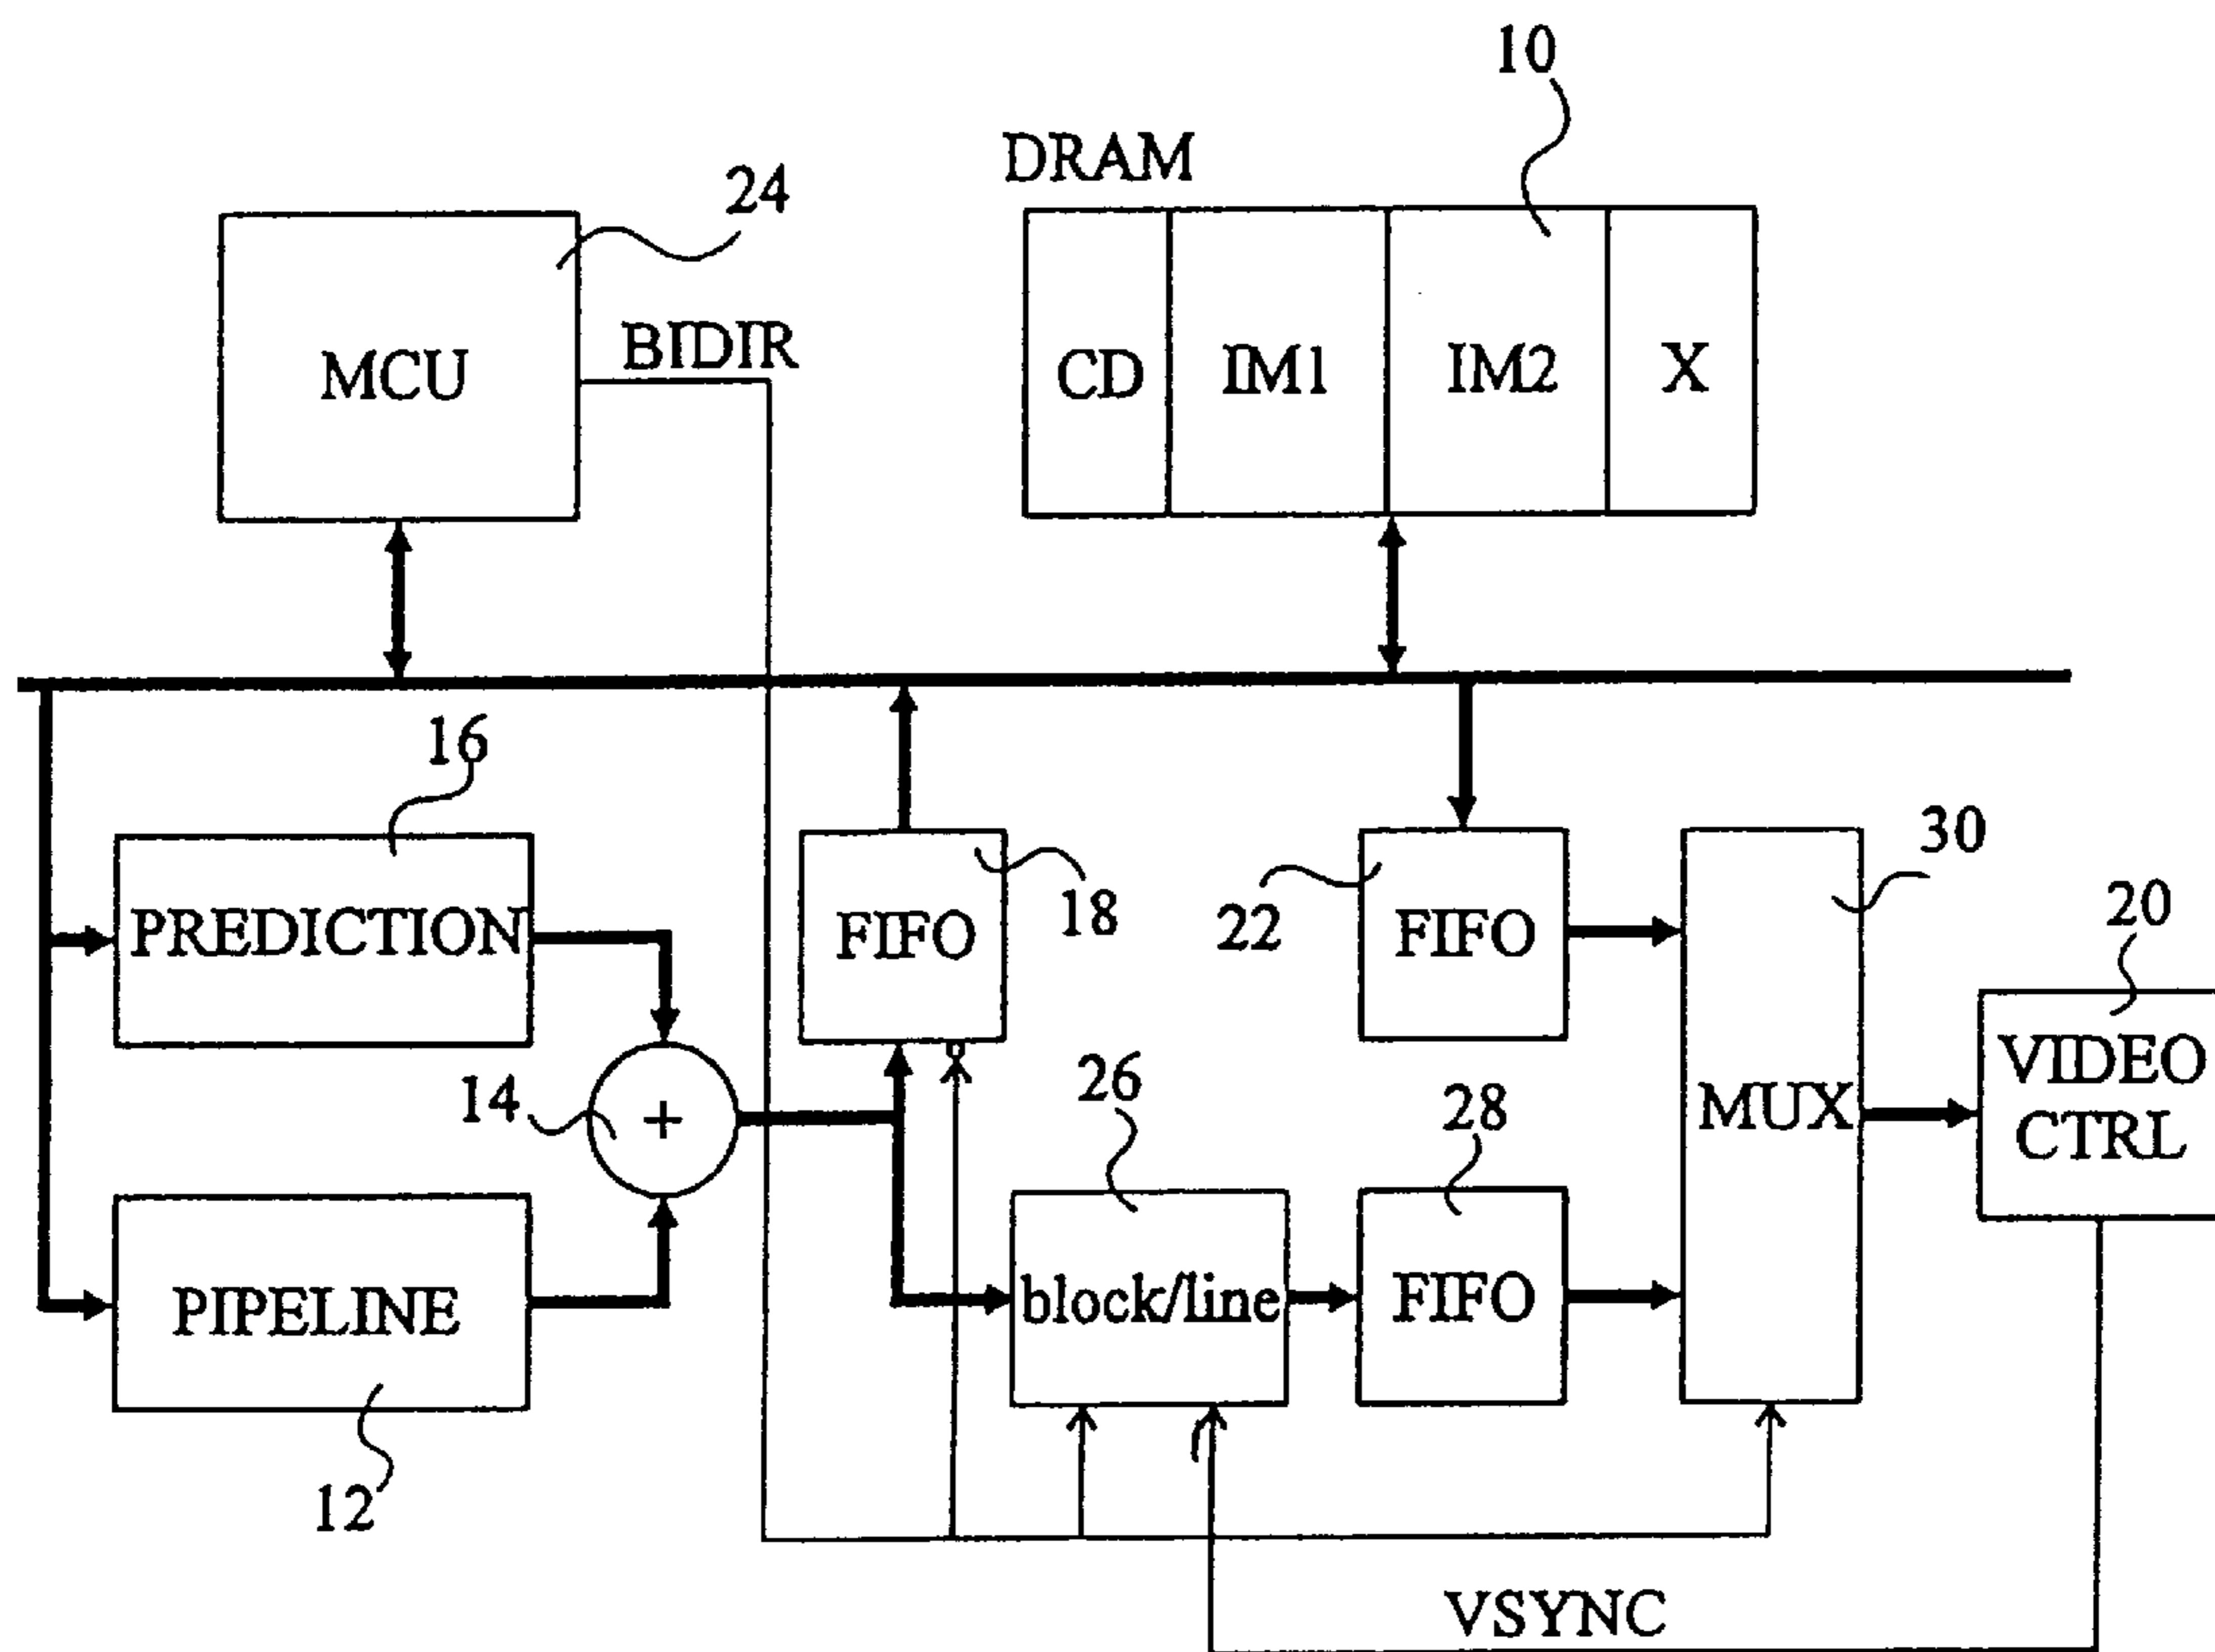 10
DRAM
24
MCU
BIDIR
CD
IM1
IM2
X
16
PREDICTION
FIFO
18
22
FIFO
30
20
VIDEO
CTRL
MUX
14
+
26
28
block/line
FIFO
PIPELINE
12
VSYNC